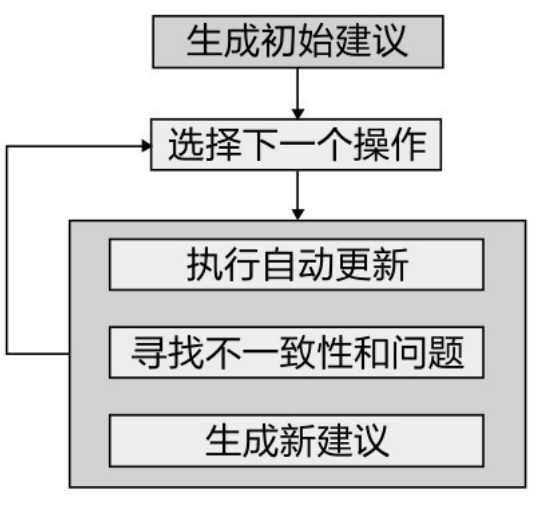 生成初始建议
选择下一个操作
执行自动更新
寻找不一致性和问题
生成新建议